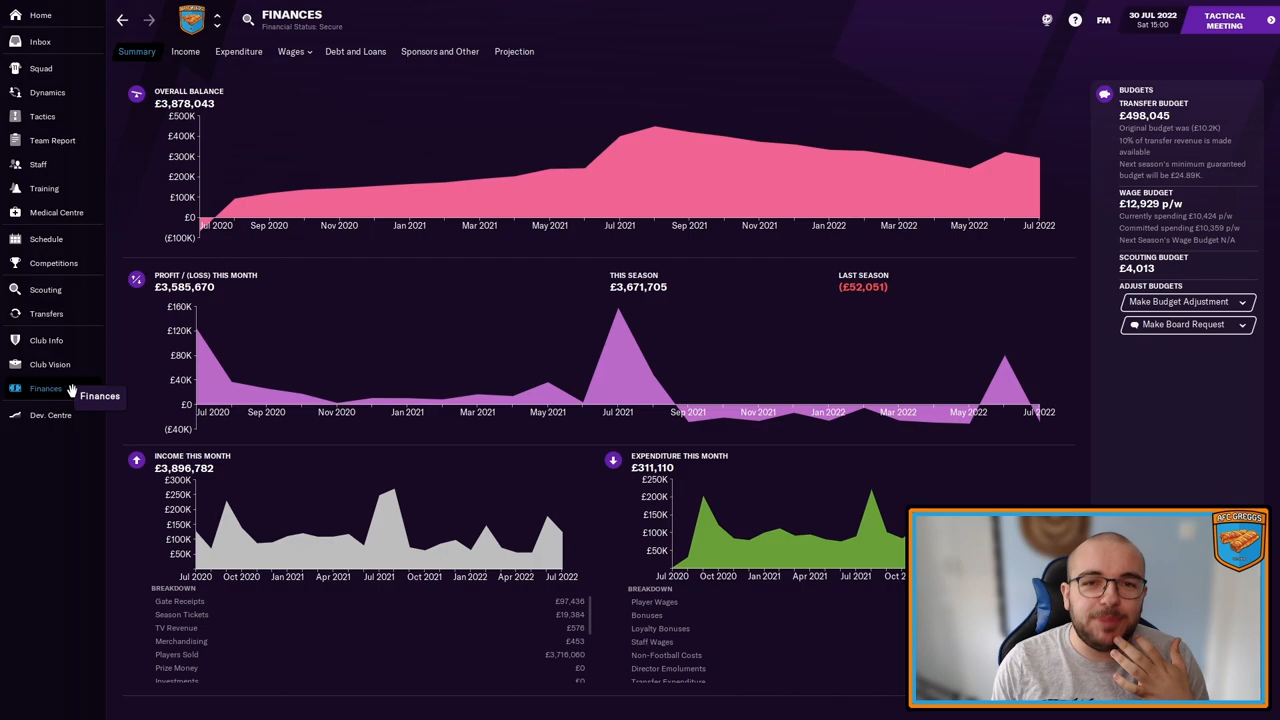 Home
Inbox
Squad
Dynamics
Tactics
Team Report
Staff
Training
Medical Centre
Schedule
Competitions
Scouting
Transfers
Club Info
Club Vision
Finances
Finances
Dev. Centre
FINANCES
Financial Status: Secure
?
FM
30 JUL 2022
Sat 15:00
TACTICAL
MEETING
Summary
Income
Expenditure
Wages
Debt and Loans
Sponsors and Other
Projection
OVERALL BALANCE
£3,878,043
£500K
£400K
£300K
£200K
£100K
£0
(£100K)
Jul 2020 Sep 2020 Nov 2020 Jan 2021 Mar 2021 May 2021 Jul 2021 Sep 2021 Nov 2021 Jan 2022 Mar 2022 May 2022 Jul 2022
PROFIT / (LOSS) THIS MONTH
£3,585,670
THIS SEASON
£3,671,705
LAST SEASON
(£52,051)
£160K
£120K
£80K
£40K
£0
(£40K)
Jul 2020 Sep 2020 Nov 2020 Jan 2021 Mar 2021 May 2021 Jul 2021 Sep 2021 Nov 2021 Jan 2022 Mar 2022 May 2022 Jul 2022
INCOME THIS MONTH
£3,896,782
£300K
£250K
£200K
£150K
£100K
£50K
Jul 2020 Oct 2020 Jan 2021 Apr 2021 Jul 2021 Oct 2021 Jan 2022 Apr 2022 Jul 2022
BREAKDOWN
Gate Receipts £97,436
Season Tickets £19,384
TV Revenue £576
Merchandising £453
Players Sold £3,716,060
Prize Money £0
Investments £0
EXPENDITURE THIS MONTH
£311,110
£250K
£200K
£150K
£100K
£50K
Jul 2020 Oct 2020 Jan 2021 Apr 2021 Jul 2021 Oct
BREAKDOWN
Player Wages
Bonuses
Loyalty Bonuses
Staff Wages
Non-Football Costs
Director Emoluments
Transfer Expenditure
BUDGETS
TRANSFER BUDGET
£498,045
Original budget was (£10.2K)
10% of transfer revenue is made
available
Next season's minimum guaranteed
budget will be £24.89K.
WAGE BUDGET
£12,929 p/w
Currently spending £10,424 p/w
Committed spending £10,359 p/w
Next Season's Wage Budget N/A
SCOUTING BUDGET
£4,013
ADJUST BUDGETS
Make Budget Adjustment
Make Board Request
AFC GREGGS